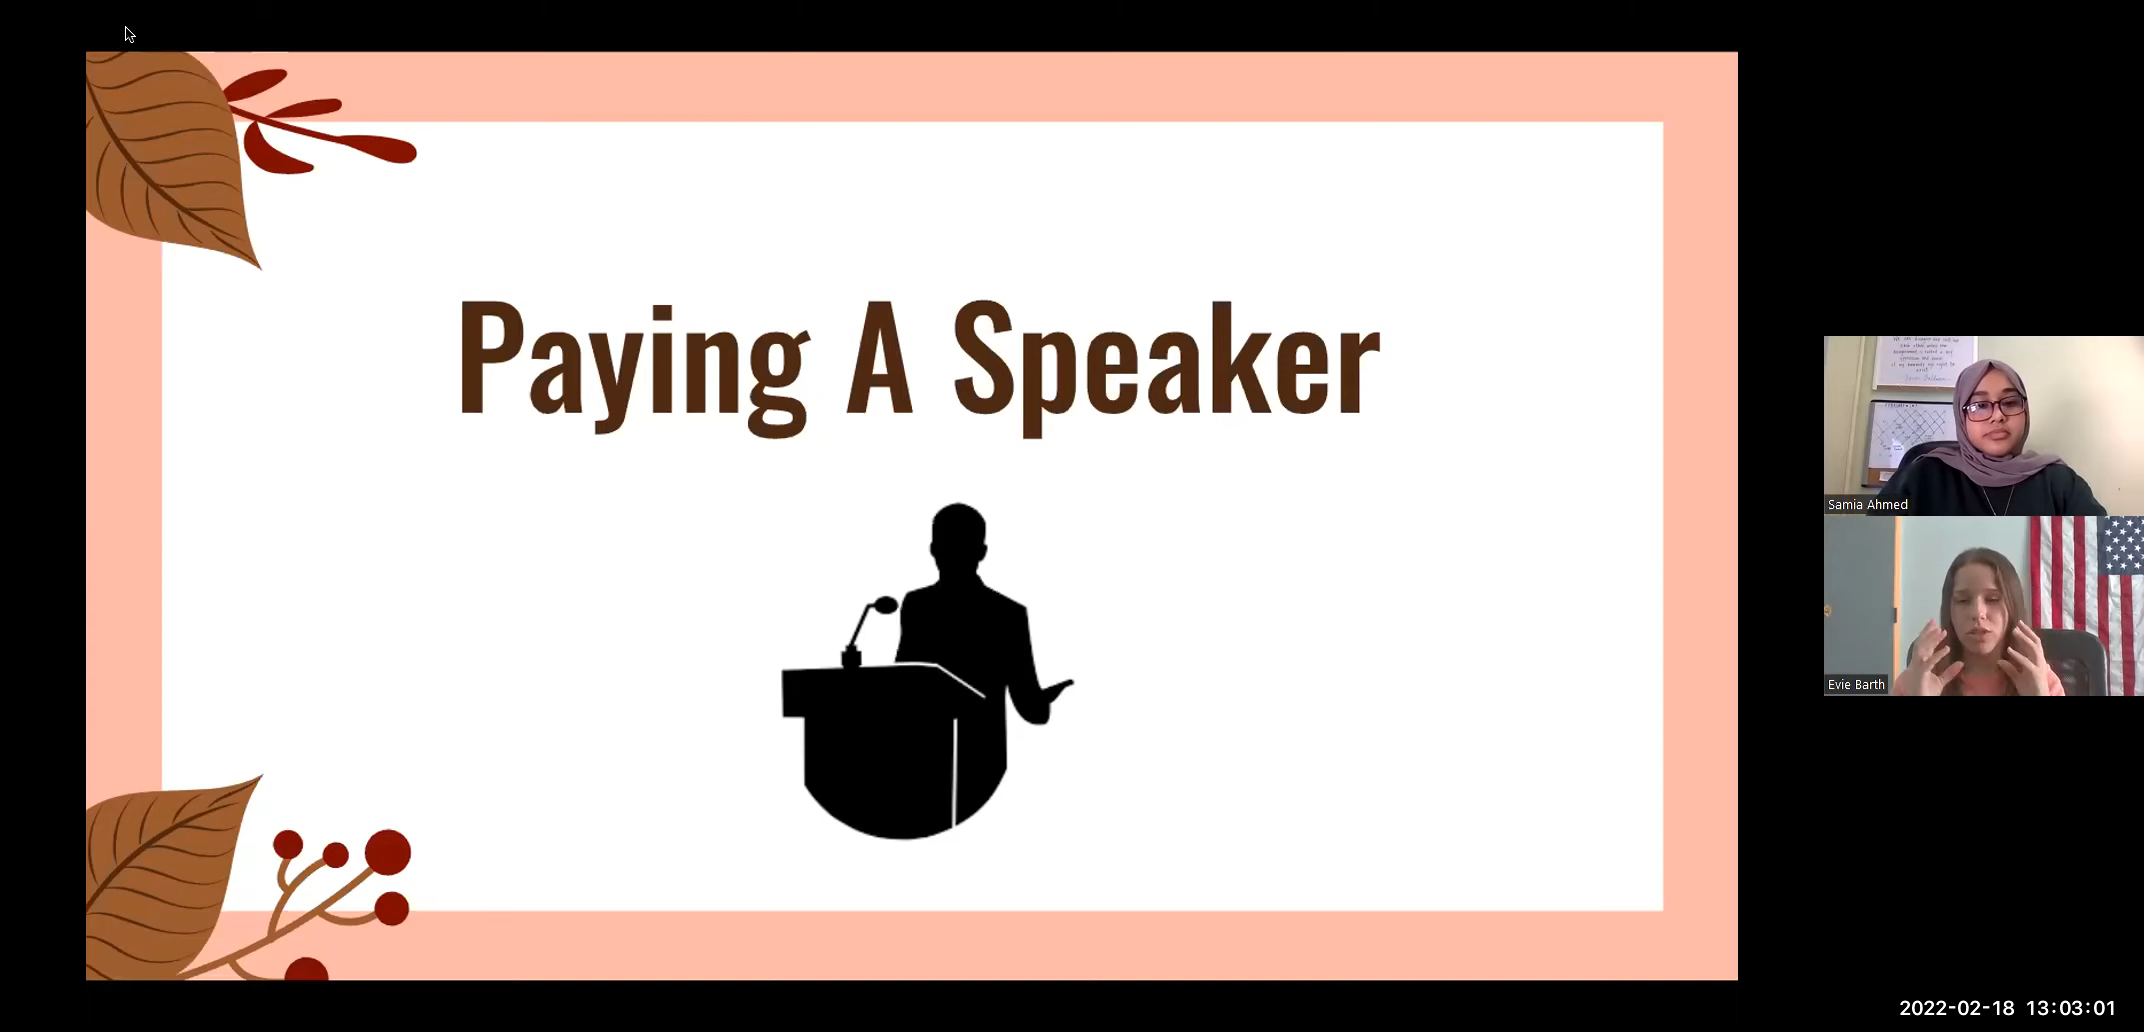 Paying A Speaker
Samia Ahmed
Evie Barth
2022-02-18 13:03:01